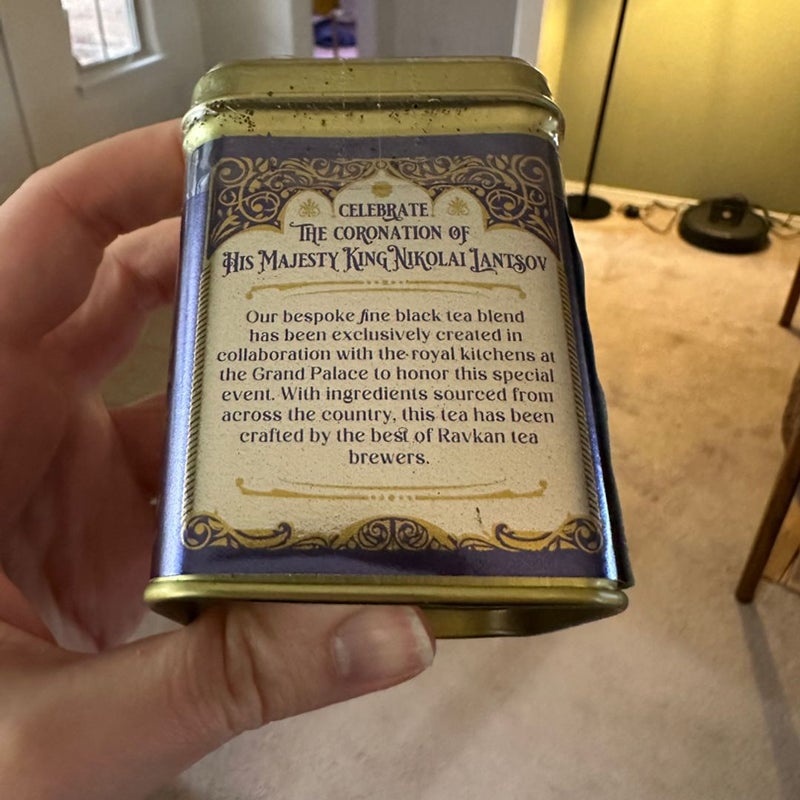 CELEBRATE
THE CORONATION OF
HIS MAJESTY KING NIKOLAI LANTSOV
Our bespoke fine black tea blend
has been exclusively created in
collaboration with the royal kitchens at
the Grand Palace to honor this special
event. With ingredients sourced from
across the country, this tea has been
crafted by the best of Ravkan tea
brewers.